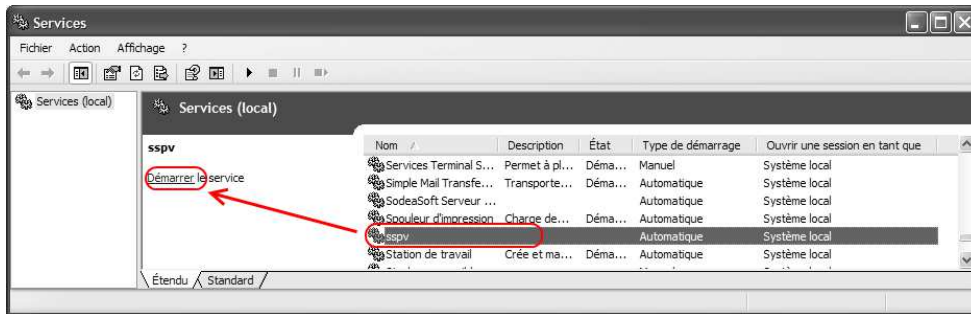 Services
Fichier Action Affichage ?
Services (local)
Services (local)
sspv
Démarrer le service
Nom Description État Type de démarrage Ouvrir une session en tant que
Services Terminal S... Permet à pl... Déma... Manuel Système local
Simple Mail Transfe... Transporte... Déma... Automatique Système local
SodeaSoft Serveur ... Automatique Système local
Spouleur d'impression Charge de... Déma... Automatique Système local
sspv Automatique Système local
Station de travail Crée et ma... Déma... Automatique Système local
Étendu Standard